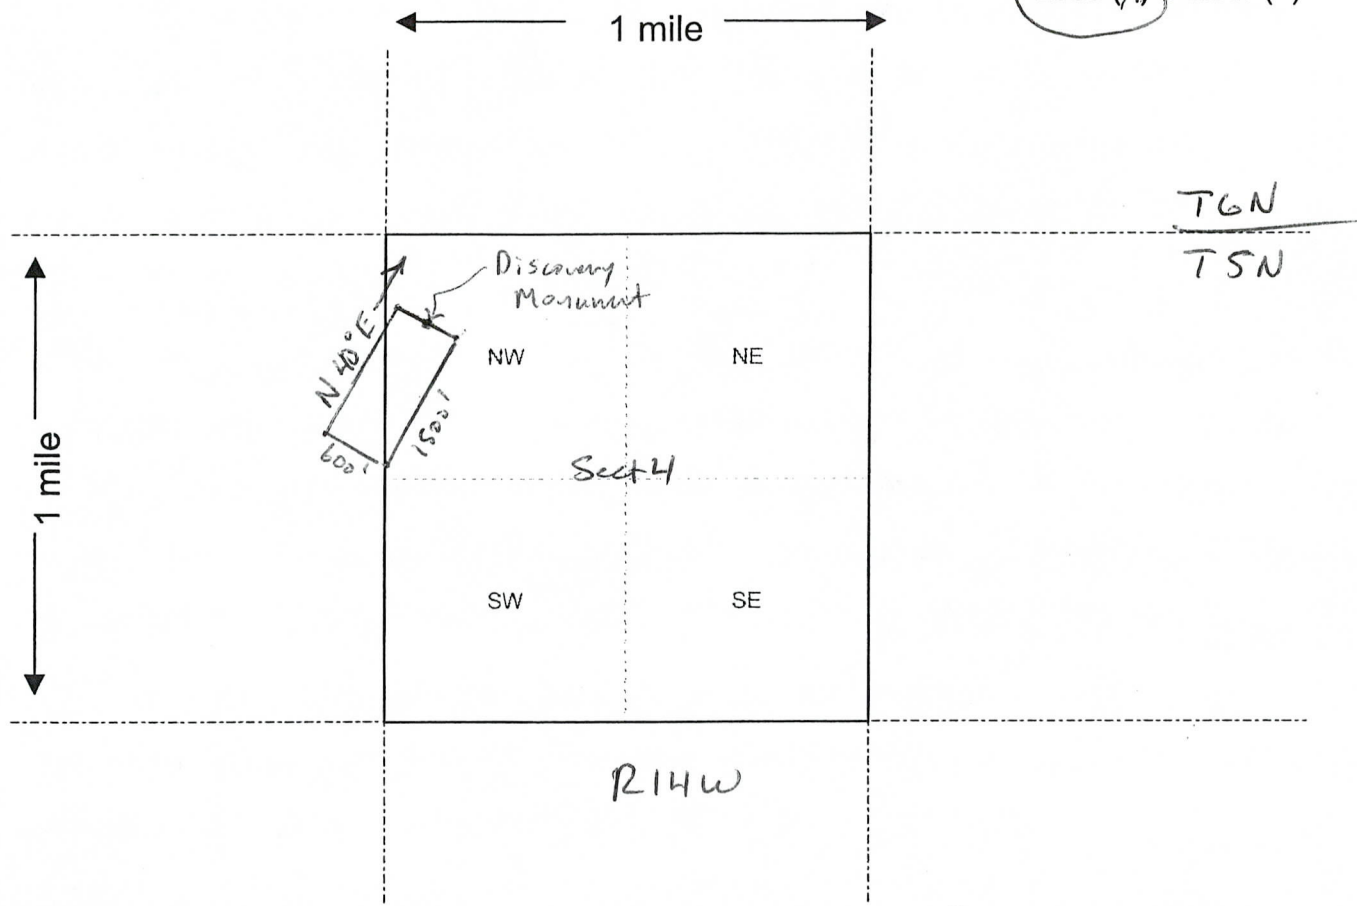 1 mile
T6N
T5N
Discovery
Monument
N 40° E
NW
NE
1500'
600'
Sect 4
1 mile
SW
SE
R14W